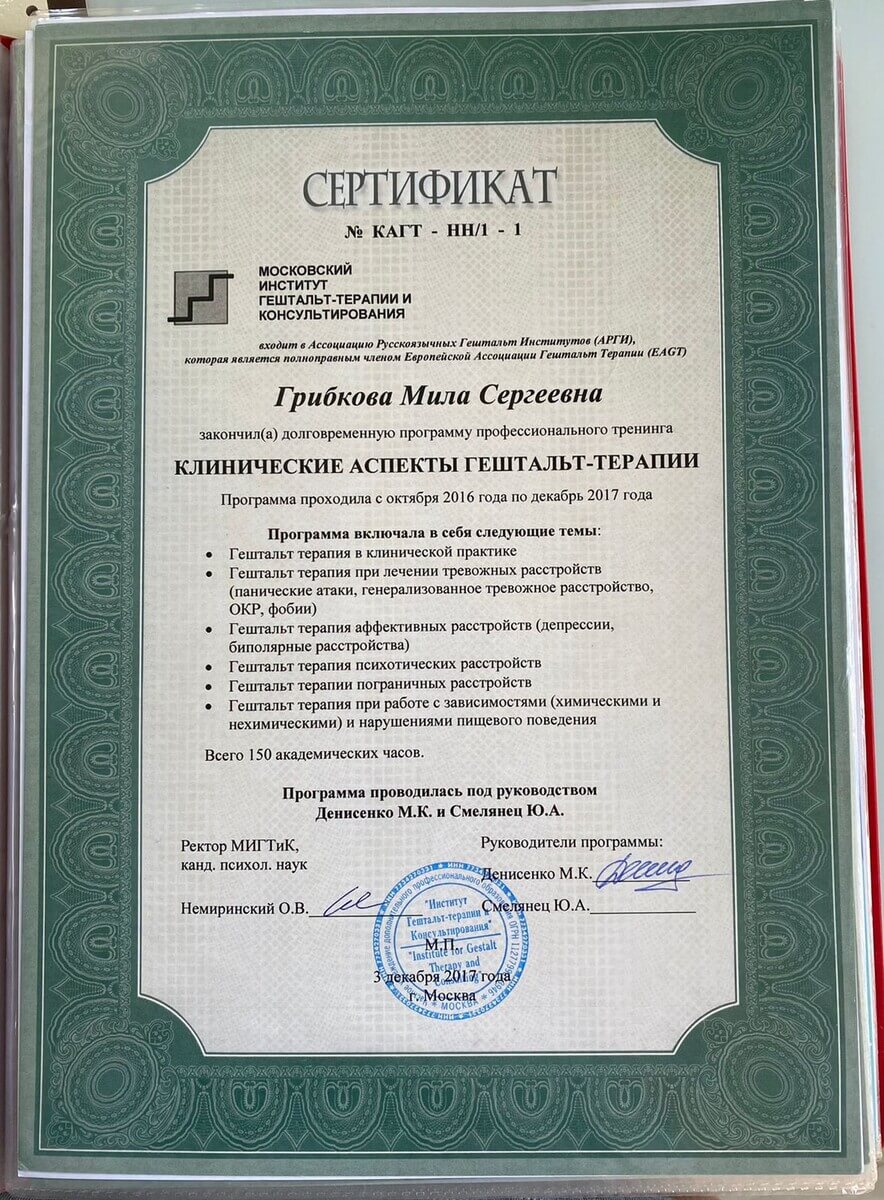 СЕРТИФИКАТ
№ КАГТ - НН/1 - 1
МОСКОВСКИЙ
ИНСТИТУТ
ГЕШТАЛЬТ-ТЕРАПИИ И
КОНСУЛЬТИРОВАНИЯ
входит в Ассоциацию Русскоязычных Гештальт Институтов (АРГИ),
которая является полноправным членом Европейской Ассоциации Гештальт Терапии (EAGT)
Грибкова Мила Сергеевна
закончил(а) долговременную программу профессионального тренинга
КЛИНИЧЕСКИЕ АСПЕКТЫ ГЕШТАЛЬТ-ТЕРАПИИ
Программа проходила с октября 2016 года по декабрь 2017 года
Программа включала в себя следующие темы:
• Гештальт терапия в клинической практике
• Гештальт терапия при лечении тревожных расстройств
(панические атаки, генерализованное тревожное расстройство,
ОКР, фобии)
• Гештальт терапия аффективных расстройств (депрессии,
биполярные расстройства)
• Гештальт терапия психотических расстройств
• Гештальт терапии пограничных расстройств
• Гештальт терапия при работе с зависимостями (химическими и
нехимическими) и нарушениями пищевого поведения
Всего 150 академических часов.
Программа проводилась под руководством
Денисенко М.К. и Смелянец Ю.А.
Ректор МИГТиК,
канд. психол. наук
Немиринский О.В.
Руководители программы:
Денисенко М.К.
Смелянец Ю.А.
"Институт
Гештальт-терапии и
Консультирования"
"Institute for Gestalt
Therapy and
М.П.
3 декабря 2017 года
г. Москва
МОСКВА